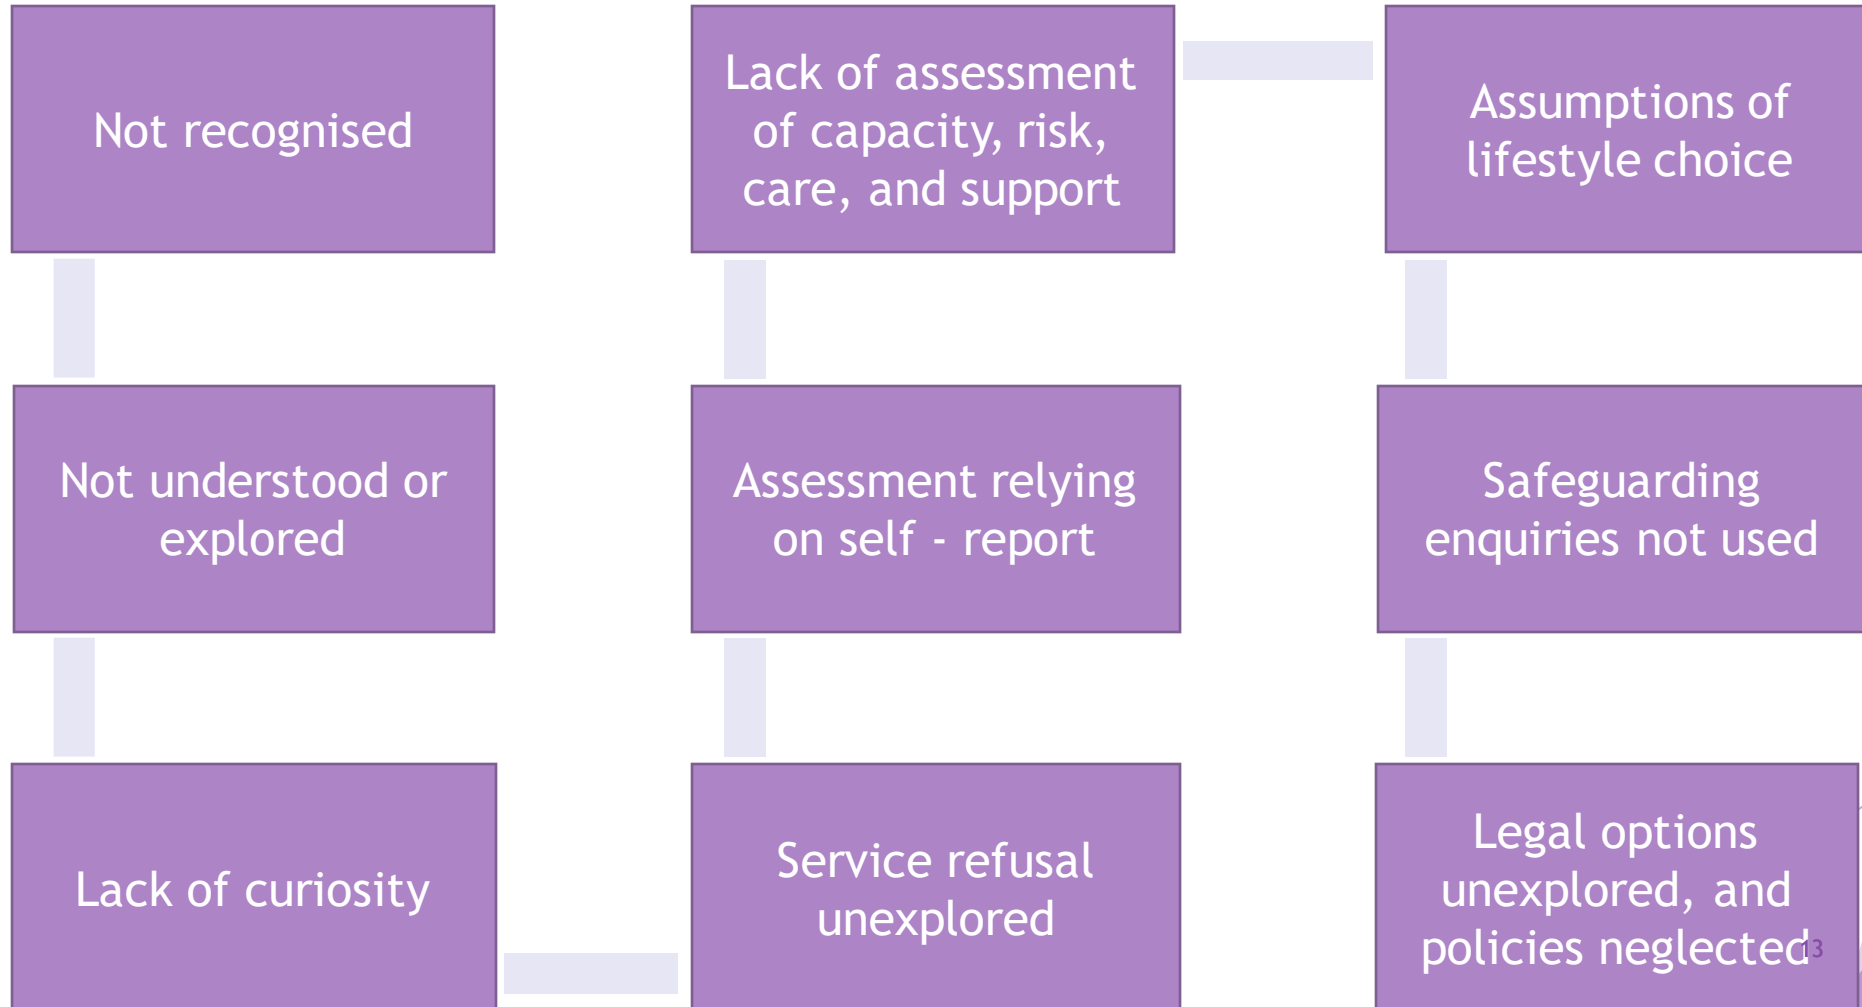 Not recognised
Not understood or
explored
Lack of curiosity
Service refusal
unexplored
Assessment relying
on self - report
Lack of assessment
of capacity, risk,
care, and support
Assumptions of
lifestyle choice
Safeguarding
enquiries not used
Legal options
unexplored, and
policies neglected
13